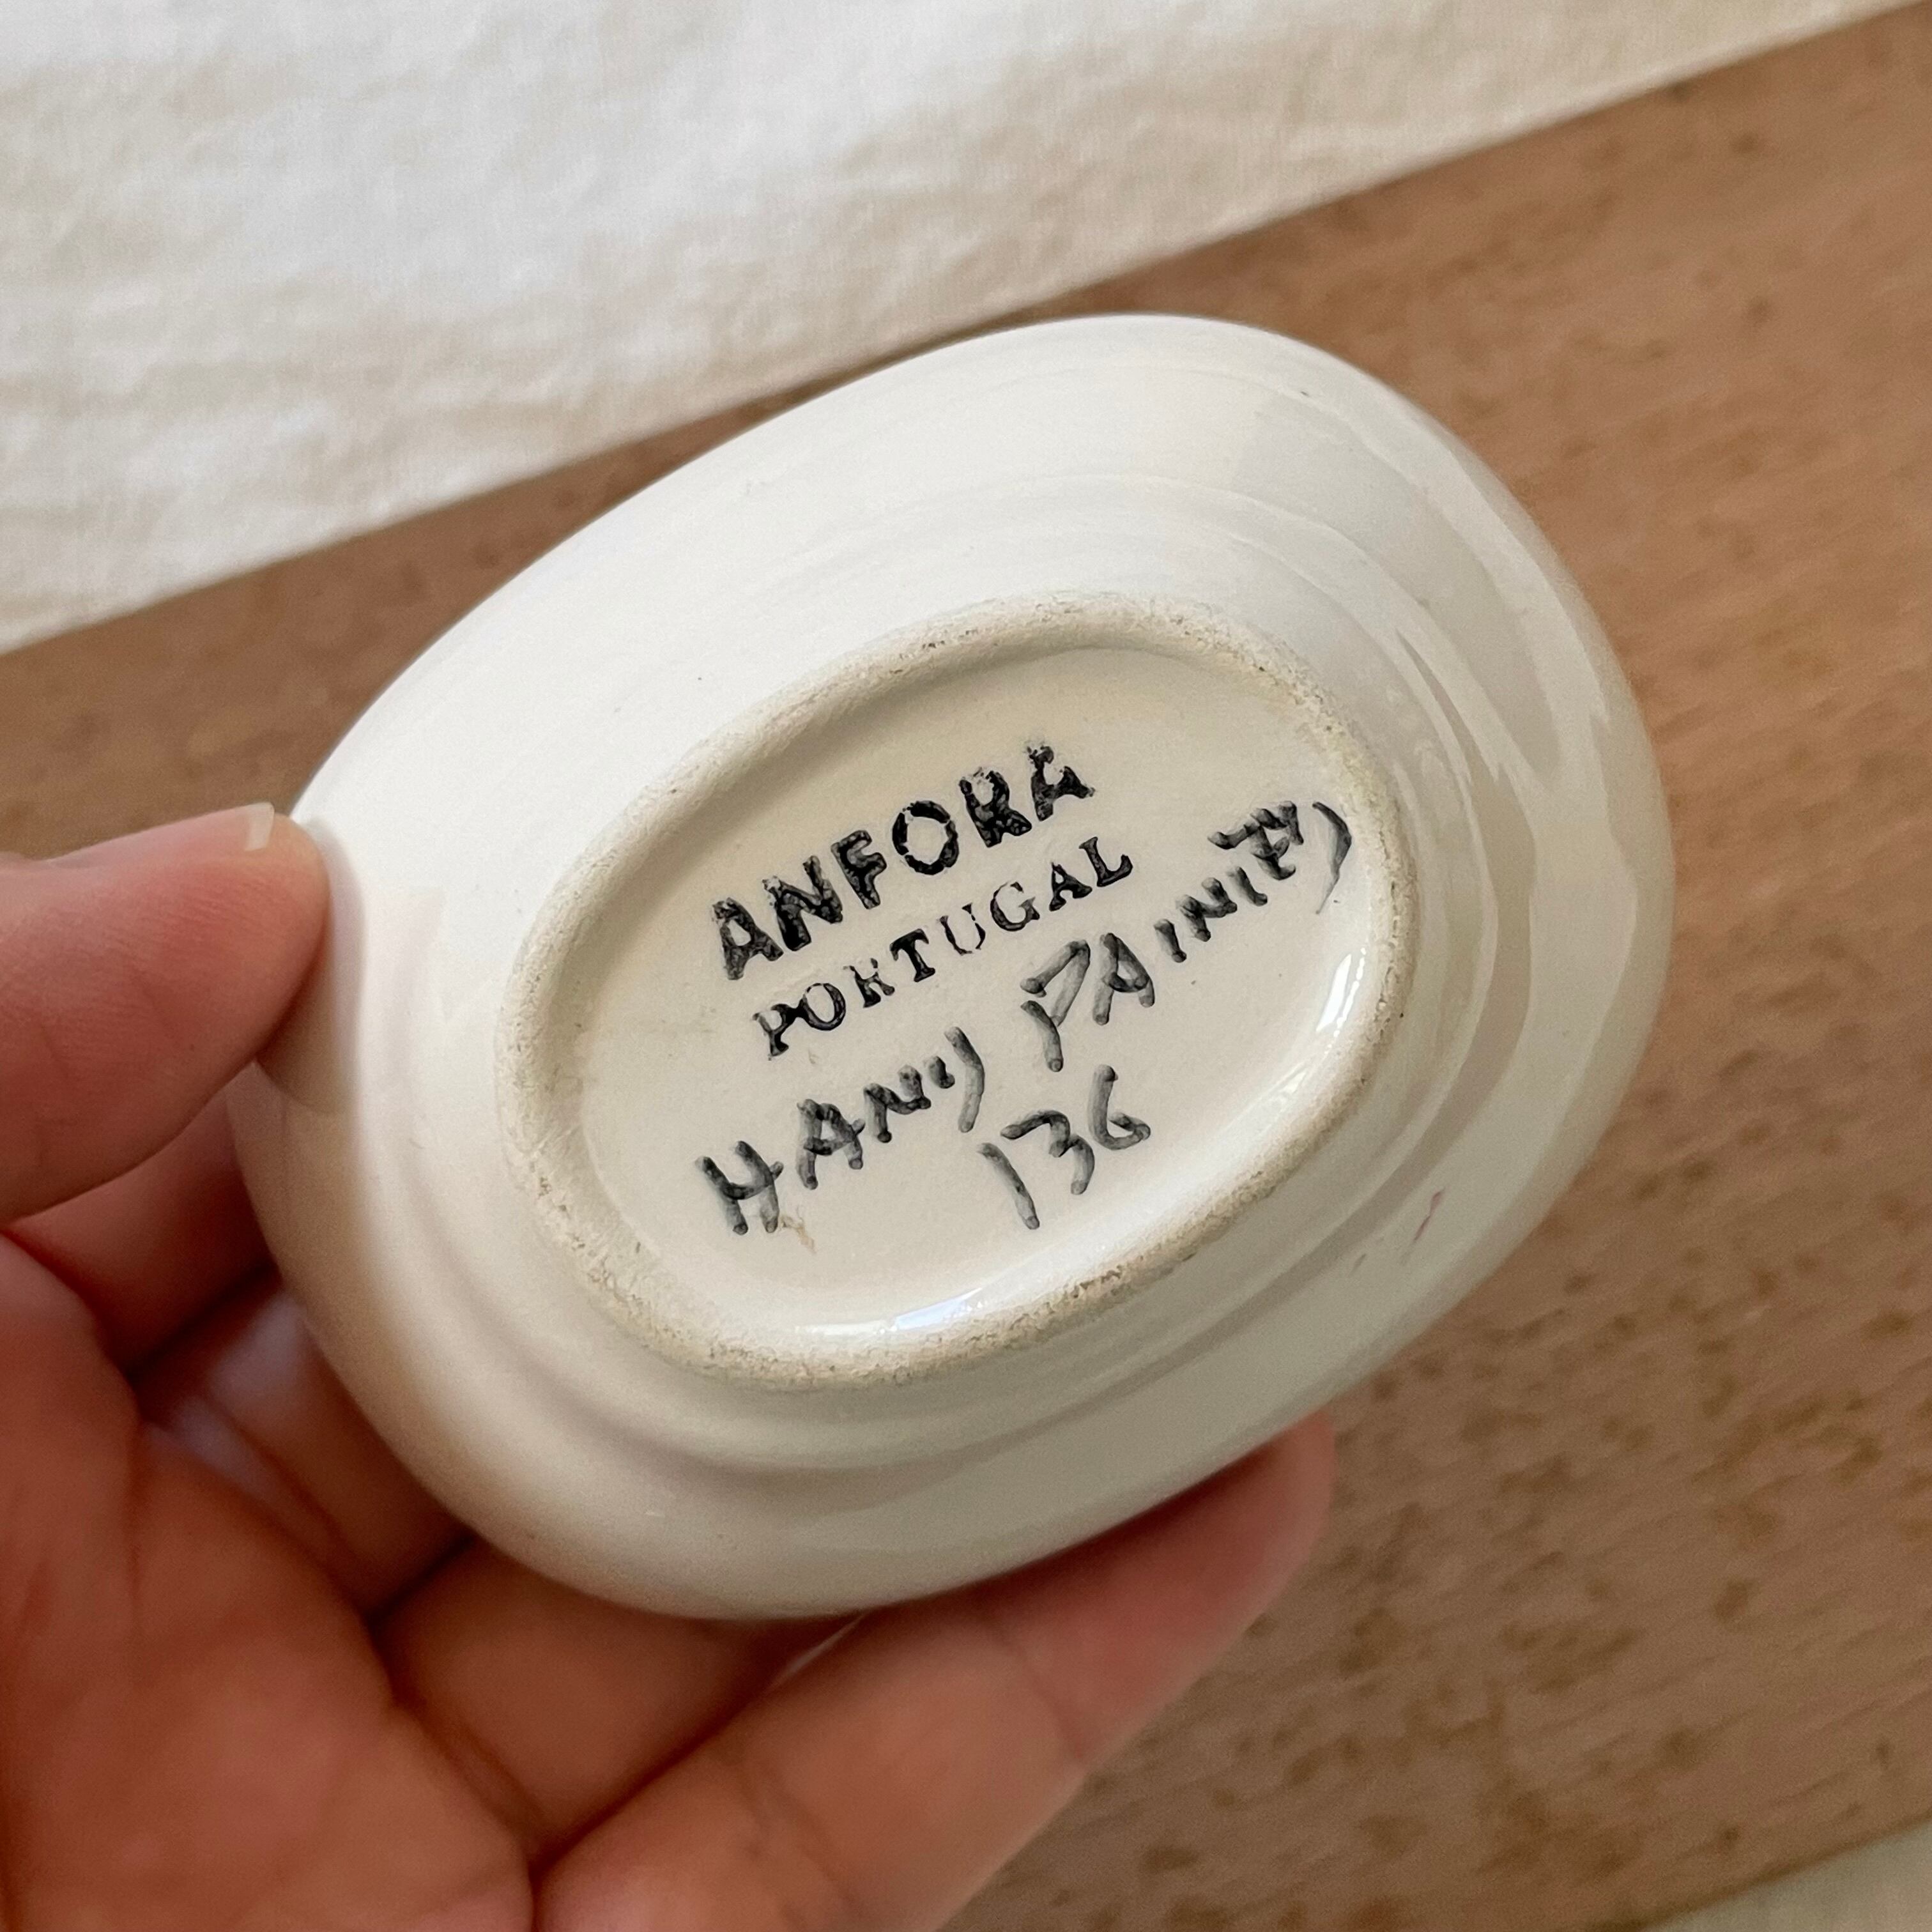 ANFORA
PORTUGAL
HAND PAINTED
136